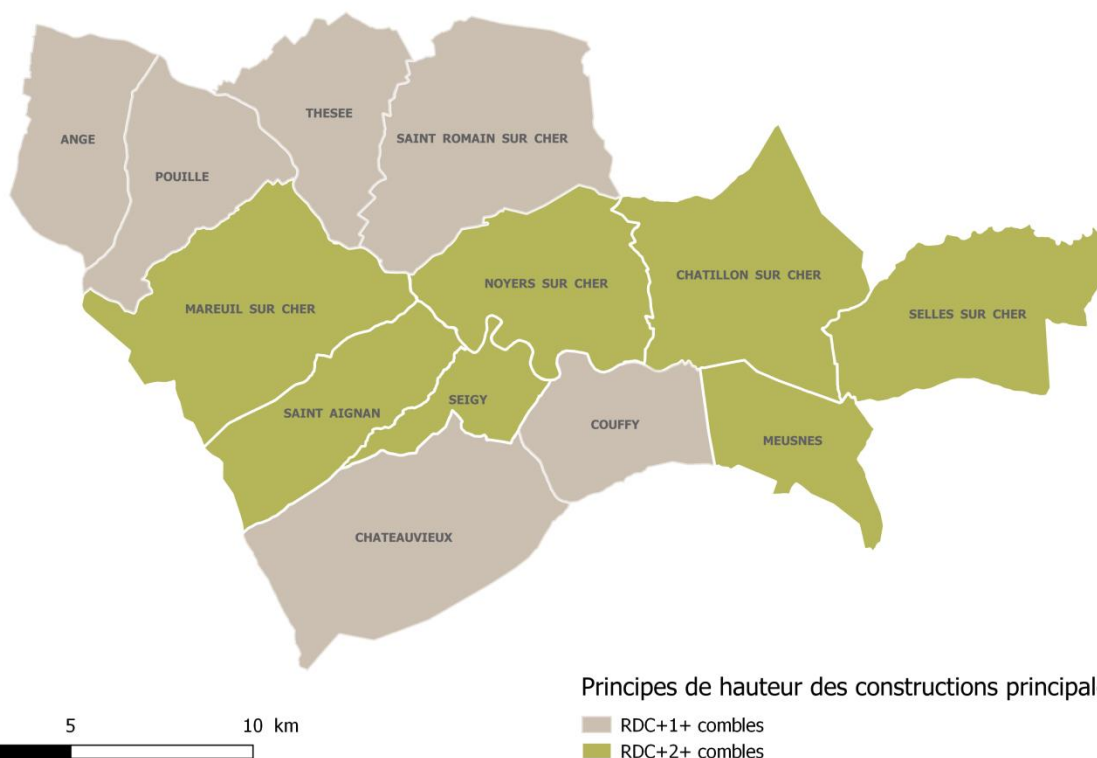 THESEE
ANGE
SAINT ROMAIN SUR CHER
POUILLE
CHATILLON SUR CHER
NOYERS SUR CHER
MAREUIL SUR CHER
SELLES SUR CHER
SEIGY
SAINT AIGNAN
COUFFY
MEUSNES
CHATEAUVIEUX
Principes de hauteur des constructions principal
5 10 km
RDC+1+ combles
RDC+2+ combles